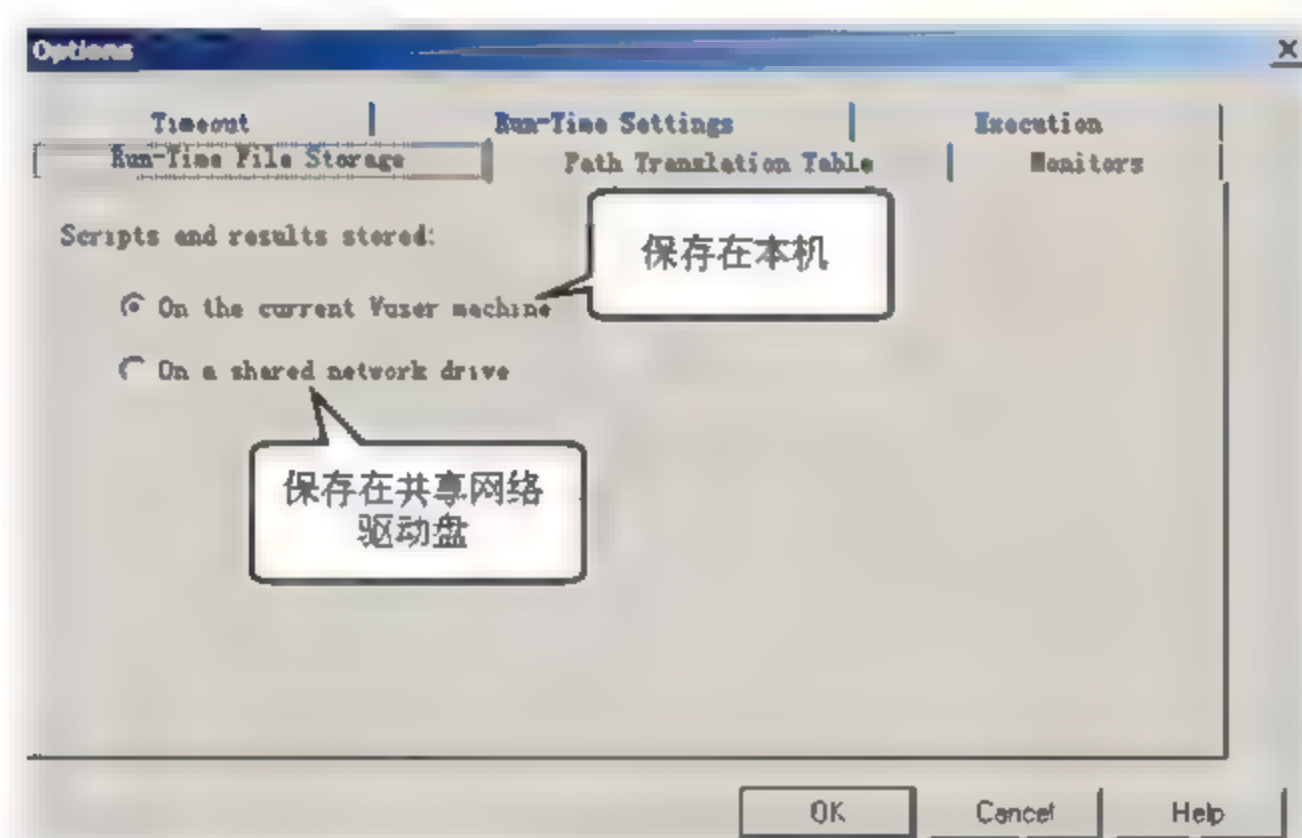 Options
Timeout
Run-Time Settings
Execution
Run-Time File Storage
Path Translation Table
Monitors
Scripts and results stored:
保存在本机
On the current Vuser machine
On a shared network drive
保存在共享网络
驱动盘
OK
Cancel
Help